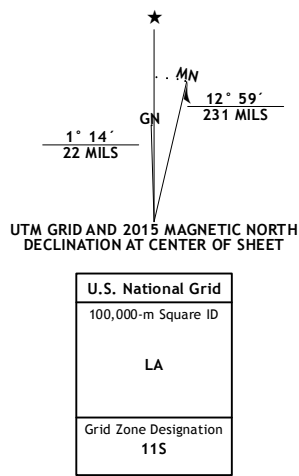 ★
MN
GN
12° 59´
231 MILS
1° 14´
22 MILS
UTM GRID AND 2015 MAGNETIC NORTH
DECLINATION AT CENTER OF SHEET
U.S. National Grid
100,000-m Square ID
LA
Grid Zone Designation
11S